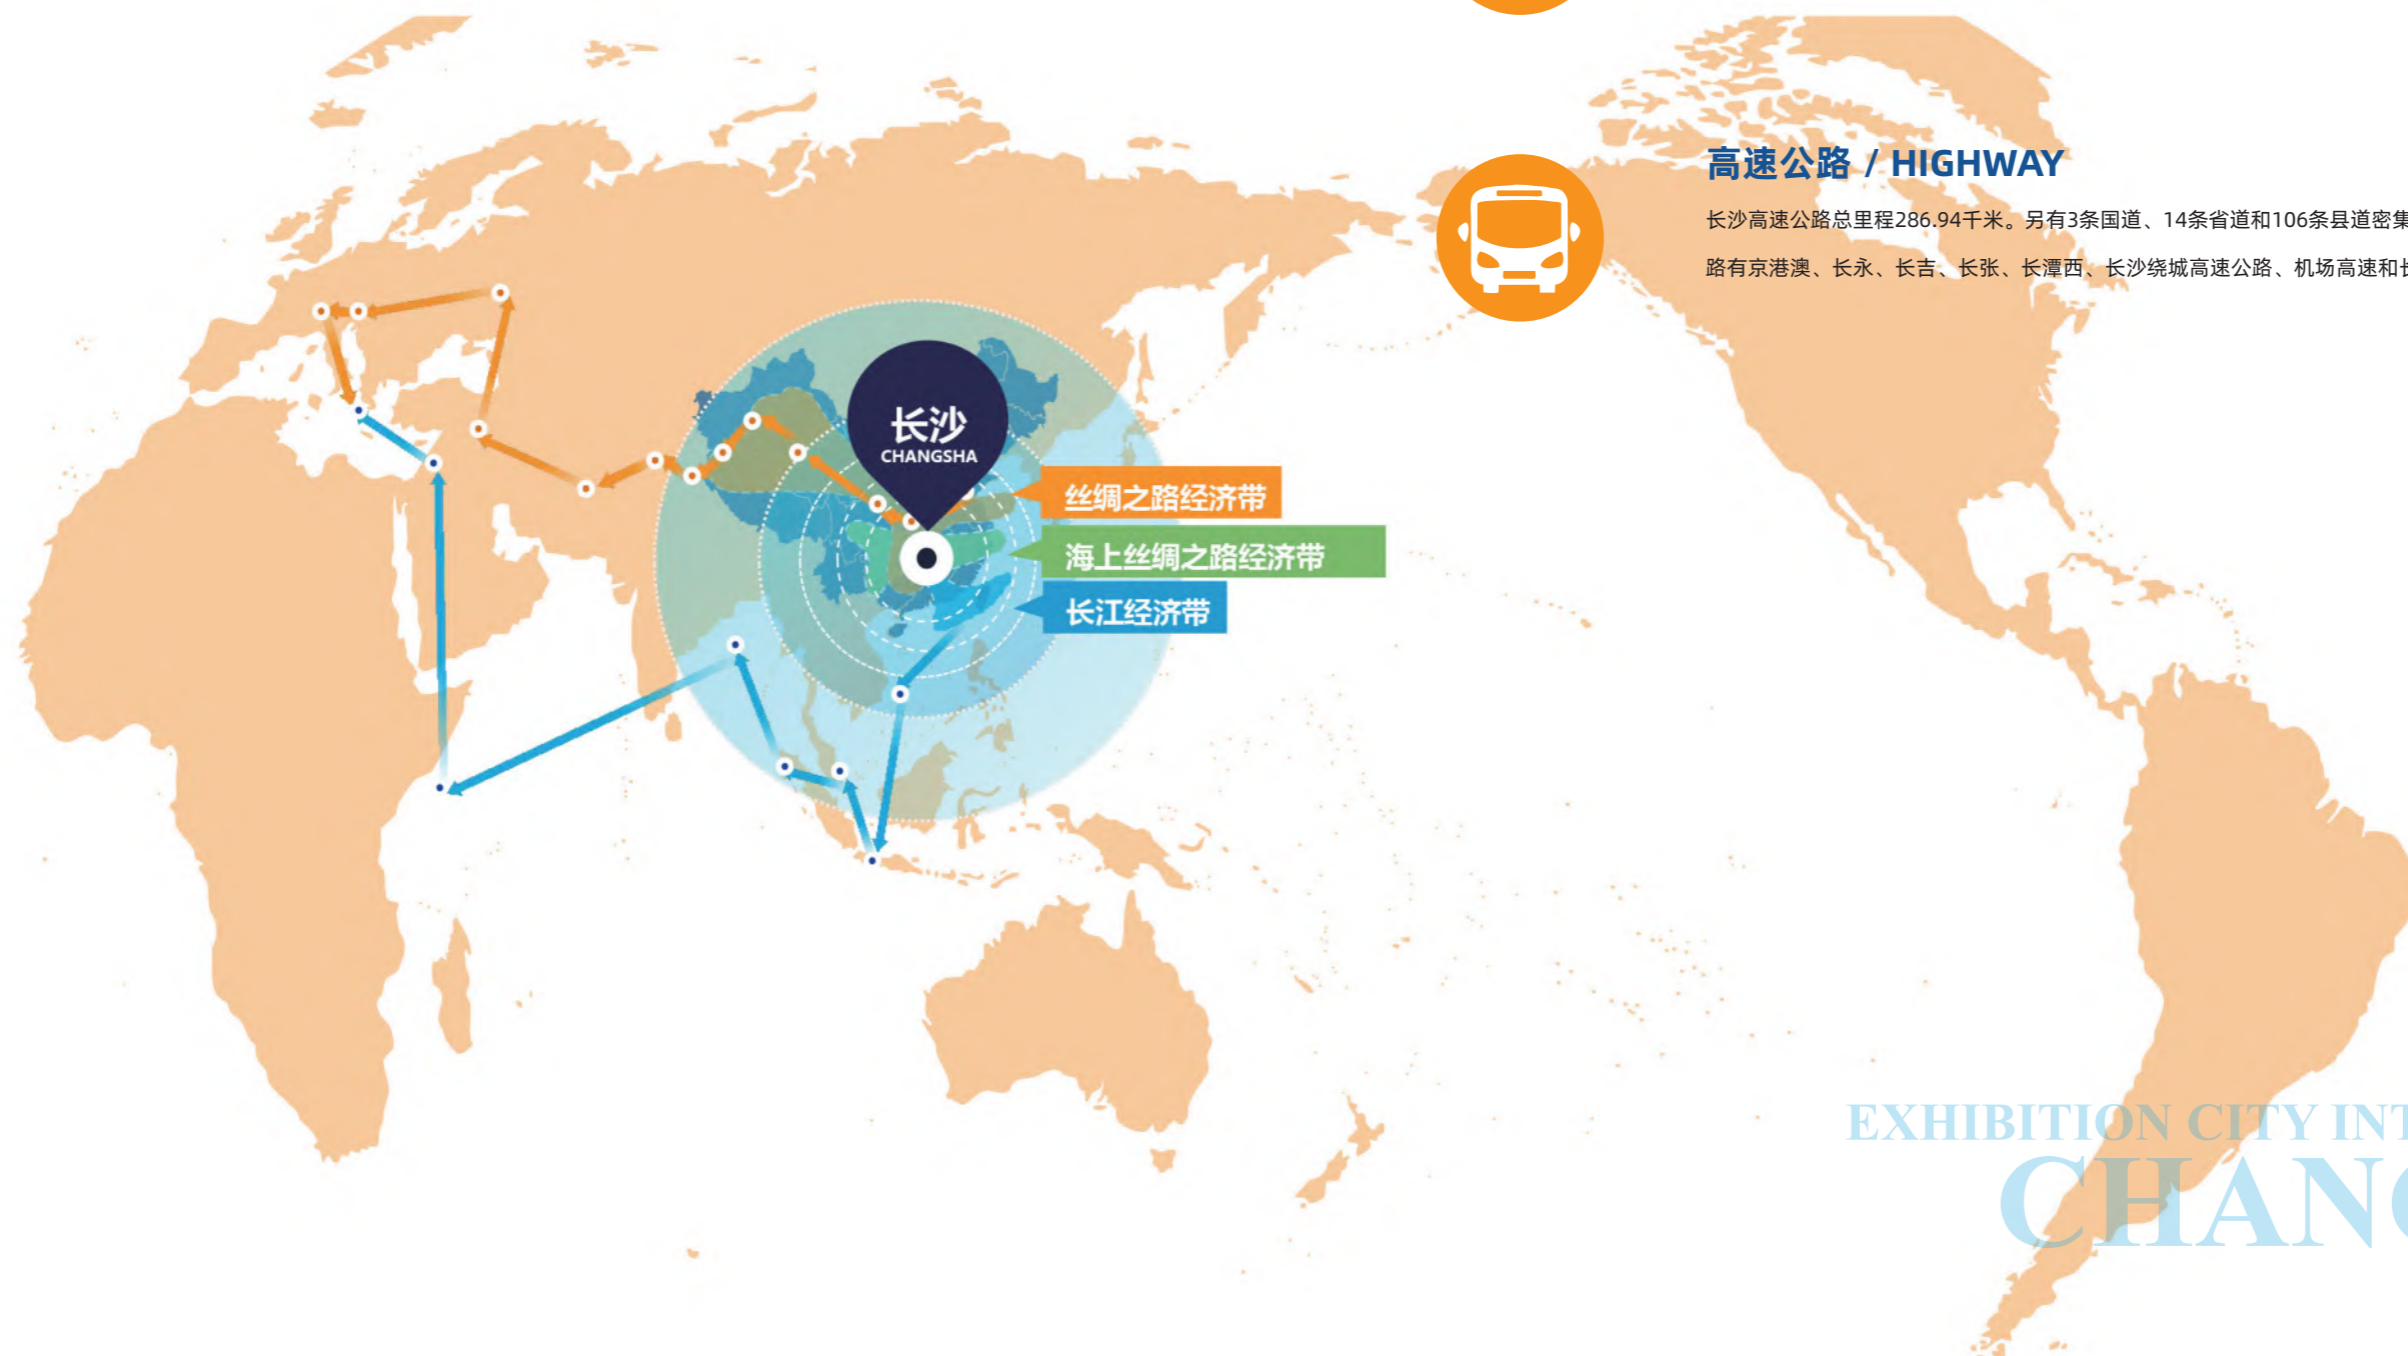 高速公路 / HIGHWAY
长沙高速公路总里程286.94千米。另有3条国道、14条省道和106条县道密集
路有京港澳、长永、长吉、长张、长潭西、长沙绕城高速公路、机场高速和长
长沙
CHANGSHA
丝绸之路经济带
海上丝绸之路经济带
长江经济带
EXHIBITION CITY INT
CHANG